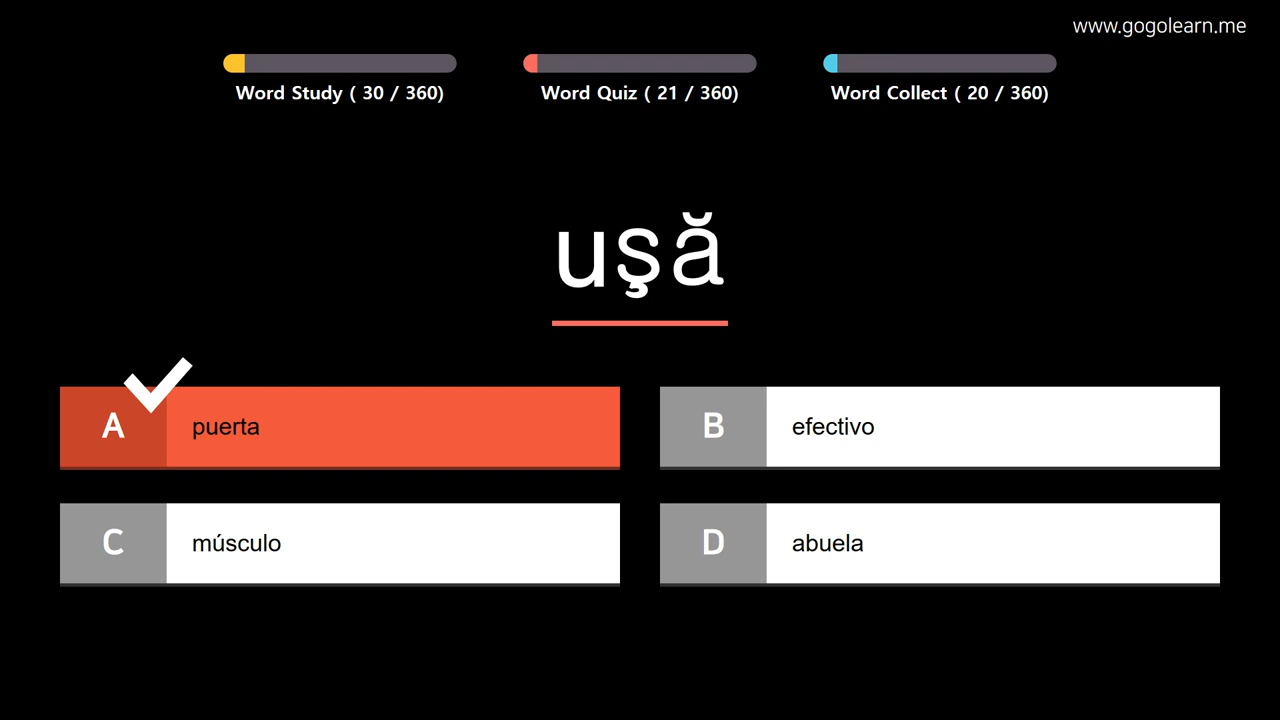 www.gogolearn.me
Word Study ( 30 / 360)
Word Quiz ( 21 / 360)
Word Collect ( 20 / 360)
uşă
A puerta
B efectivo
C músculo
D abuela